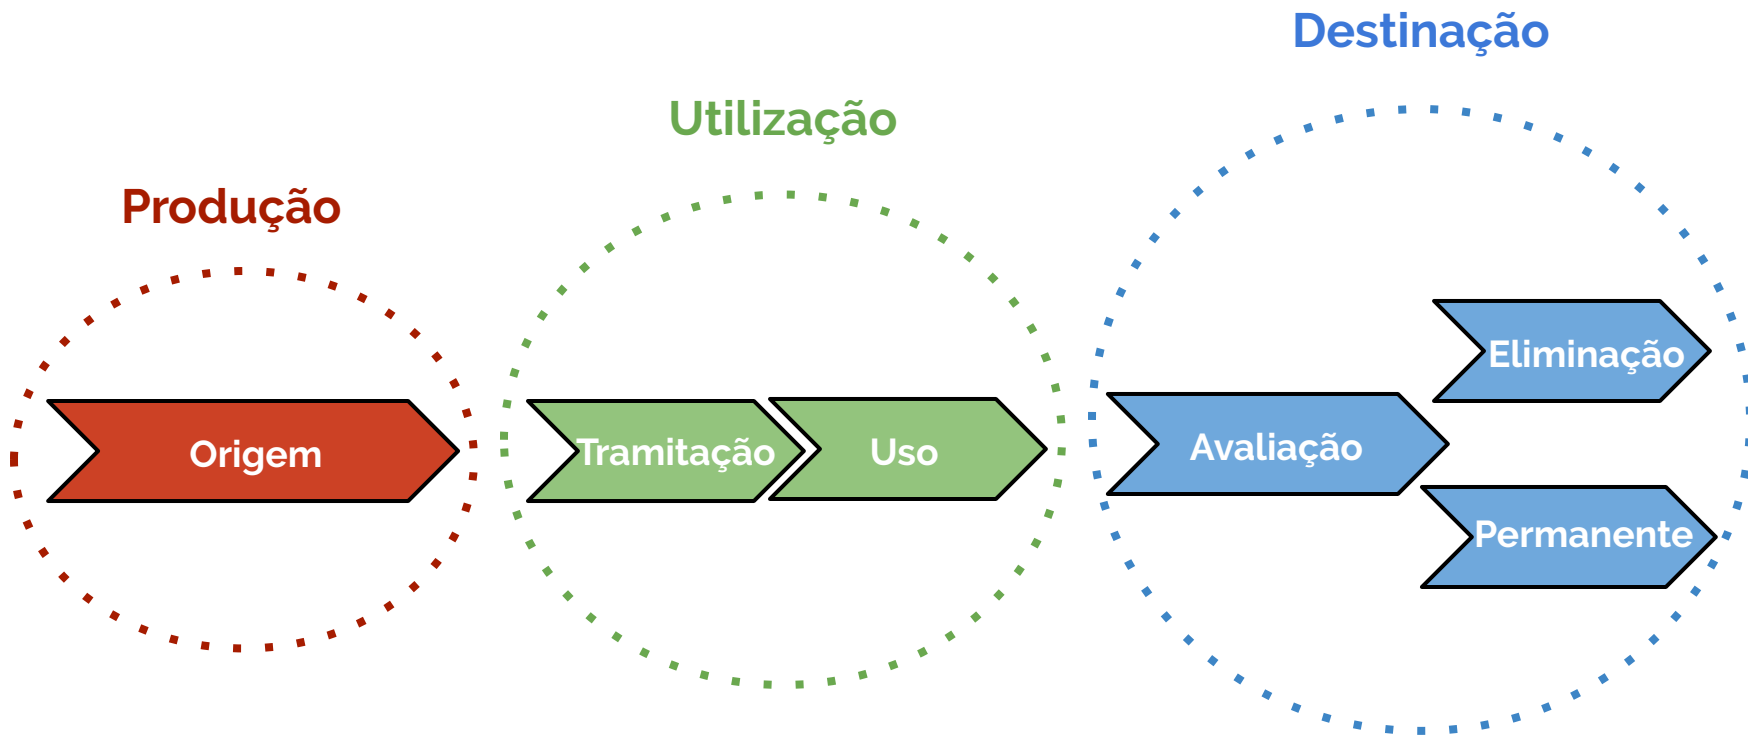 Produção
Origem
Utilização
Tramitação
Uso
Destinação
Avaliação
Eliminação
Permanente